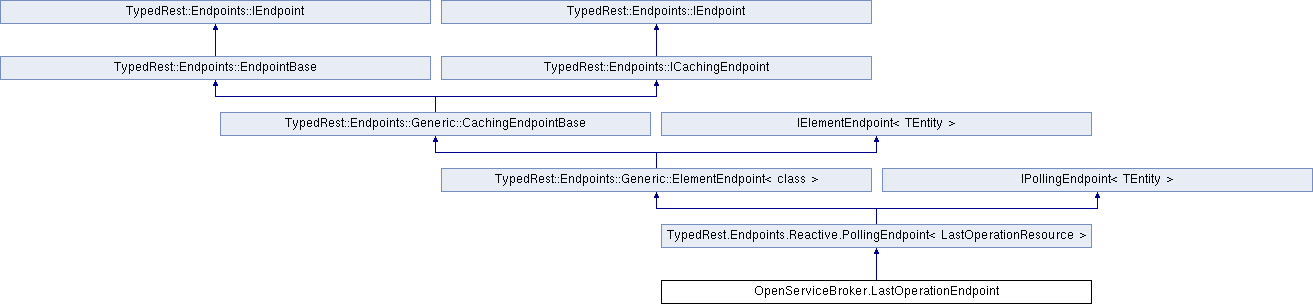 TypedRest::Endpoints::IEndpoint
TypedRest::Endpoints::IEndpoint
TypedRest::Endpoints::EndpointBase
TypedRest::Endpoints::ICachingEndpoint
TypedRest::Endpoints::Generic::CachingEndpointBase
IElementEndpoint< TEntity >
TypedRest::Endpoints::Generic::ElementEndpoint< class >
IPollingEndpoint< TEntity >
TypedRest.Endpoints.Reactive.PollingEndpoint< LastOperationResource >
OpenServiceBroker.LastOperationEndpoint